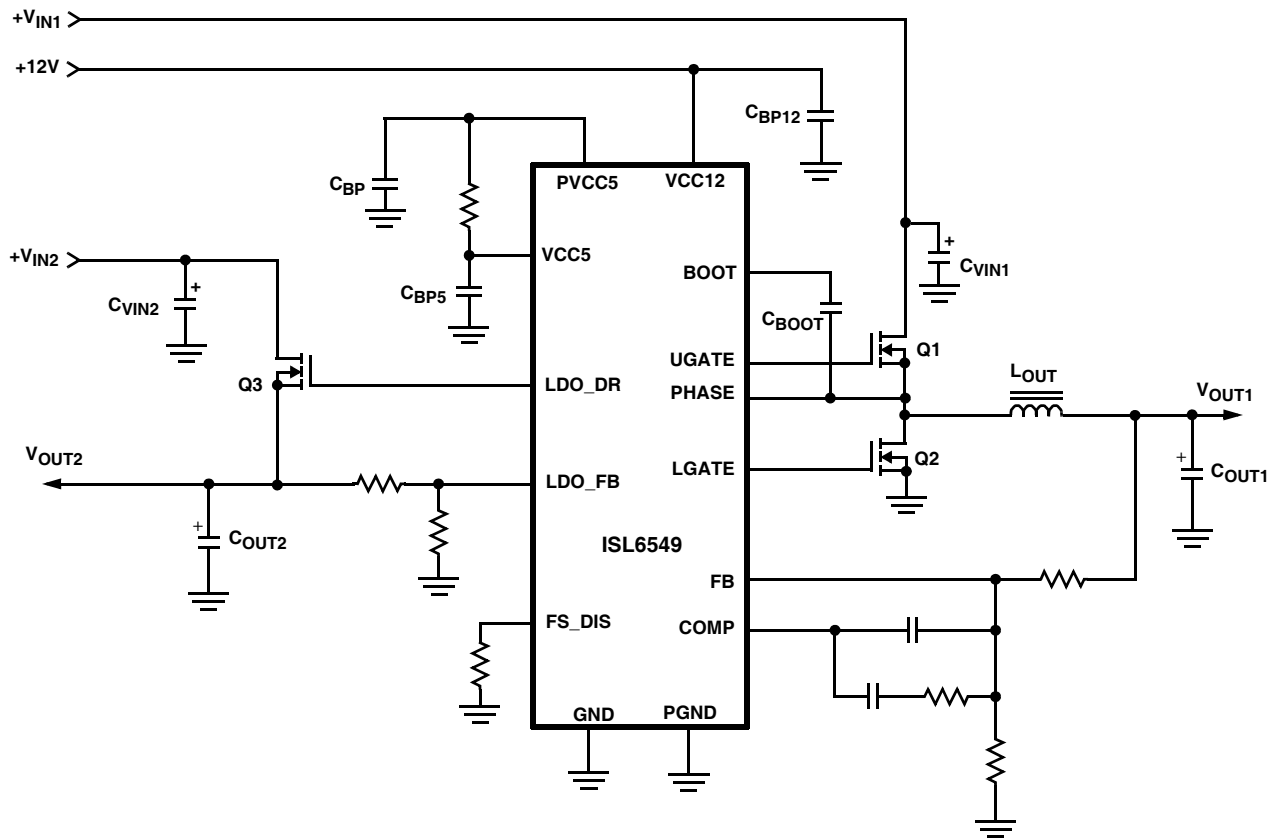 +VIN1
+12V
CBP12
PVCC5
VCC12
CBP
+VIN2
VCC5
BOOT
+
CVIN1
CVIN2
+
CBP5
CBOOT
UGATE
Q1
Q3
LDO_DR
PHASE
LOUT
VOUT1
VOUT2
LGATE
Q2
+
COUT1
LDO_FB
+
COUT2
ISL6549
FB
FS_DIS
COMP
GND
PGND